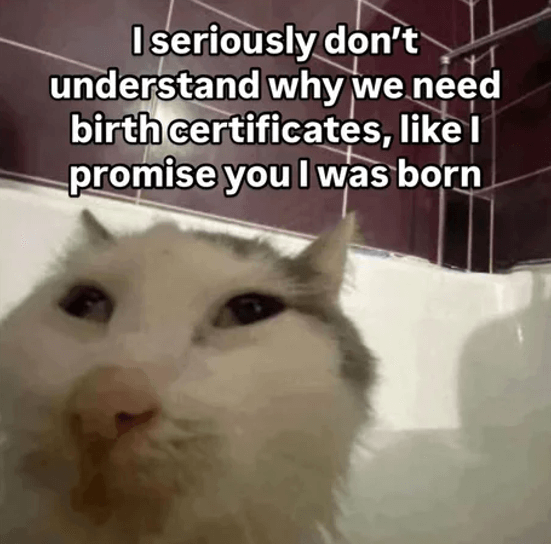 I seriously don't
understand why we need
birth certificates, like I
promise you I was born